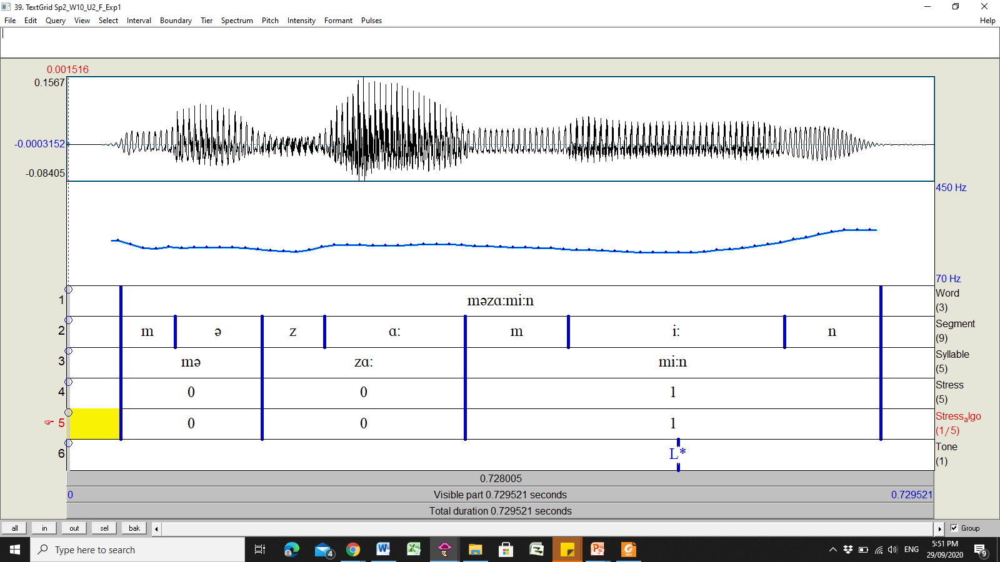 39. TextGrid Sp2_W10_U2_F_Exp1
File Edit Query View Select Interval Boundary Tier Spectrum Pitch Intensity Formant Pulses Help
0.001516
0.1567
-0.0003152
-0.08405
450 Hz
70 Hz
1 məzɑ:mi:n Word (3)
2 m ə z ɑ: m i: n Segment (9)
3 mə zɑ: mi:n Syllable (5)
4 0 0 1 Stress (5)
☞ 5 0 0 1 Stressalgo (1/5)
6 L* Tone (1)
0.728005
0 Visible part 0.729521 seconds 0.729521
Total duration 0.729521 seconds
all in out sel bak Group
Type here to search 4 ENG 5:51 PM 29/09/2020 9